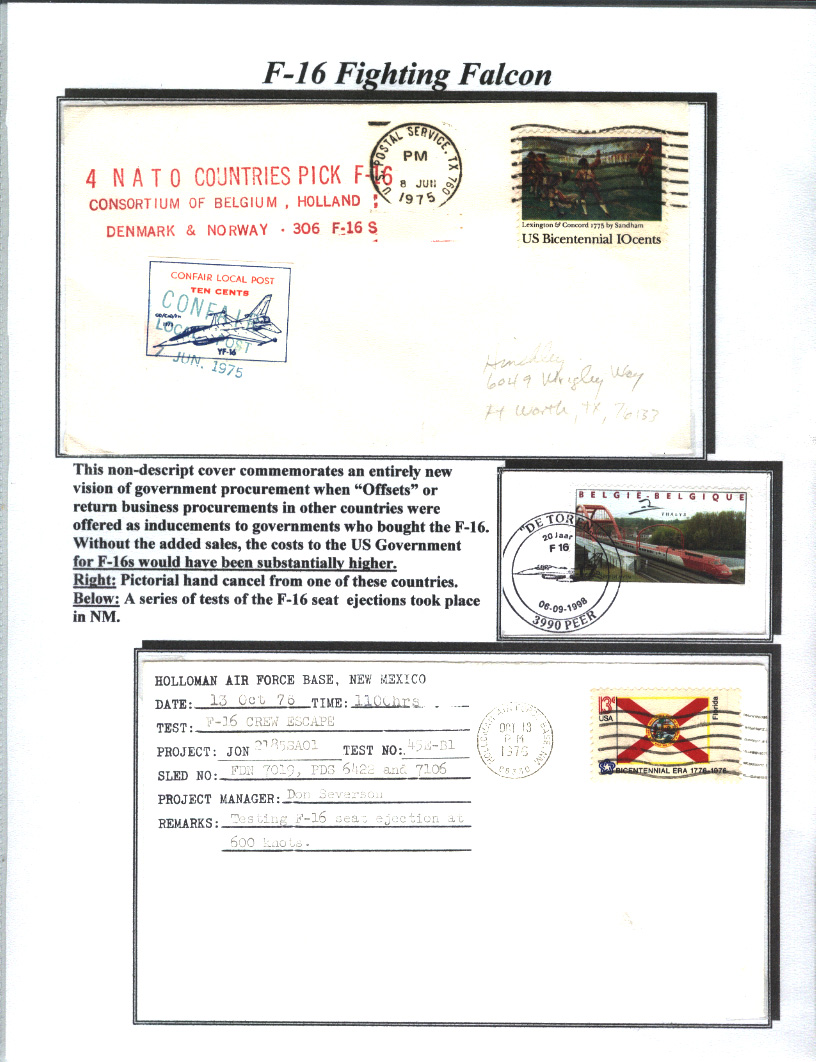 F-16 Fighting Falcon
4 NATO COUNTRIES PICK F-16
CONSORTIUM OF BELGIUM, HOLLAND ;
DENMARK & NORWAY - 306 F-16 S
U.S. POSTAL SERVICE, TX 760
PM
8 JUN
1975
Lexington & Concord 1775 by Sandham
US Bicentennial 10cents
CONFAIR LOCAL POST
TEN CENTS
CONFAIR
LOCAL POST
YF-16
7 JUN. 1975
6049 Wrigley Way
Ft Worth, TX, 76133
This non-descript cover commemorates an entirely new
vision of government procurement when “Offsets” or
return business procurements in other countries were
offered as inducements to governments who bought the F-16.
Without the added sales, the costs to the US Government
for F-16s would have been substantially higher.
Right: Pictorial hand cancel from one of these countries.
Below: A series of tests of the F-16 seat ejections took place
in NM.
BELGIE-BELGIQUE
THALYS
"DE TOREN"
20 Jaar
F 16
06-09-1998
3990 PEER
HOLLOMAN AIR FORCE BASE, NEW MEXICO
DATE: 13 Oct 76 TIME: 1100hrs
TEST: F-16 CREW ESCAPE
PROJECT: JON TEST NO:
SLED NO: FDN 7019, FDS 6422 and 7106
PROJECT MANAGER: Don Severson
REMARKS: Testing F-16 seat ejection at
600 knots.
HOLLOMAN AIR FORCE BASE, NM.
OCT 13
PM
1976
88330
13c
USA
Florida
BICENTENNIAL ERA 1776-1976